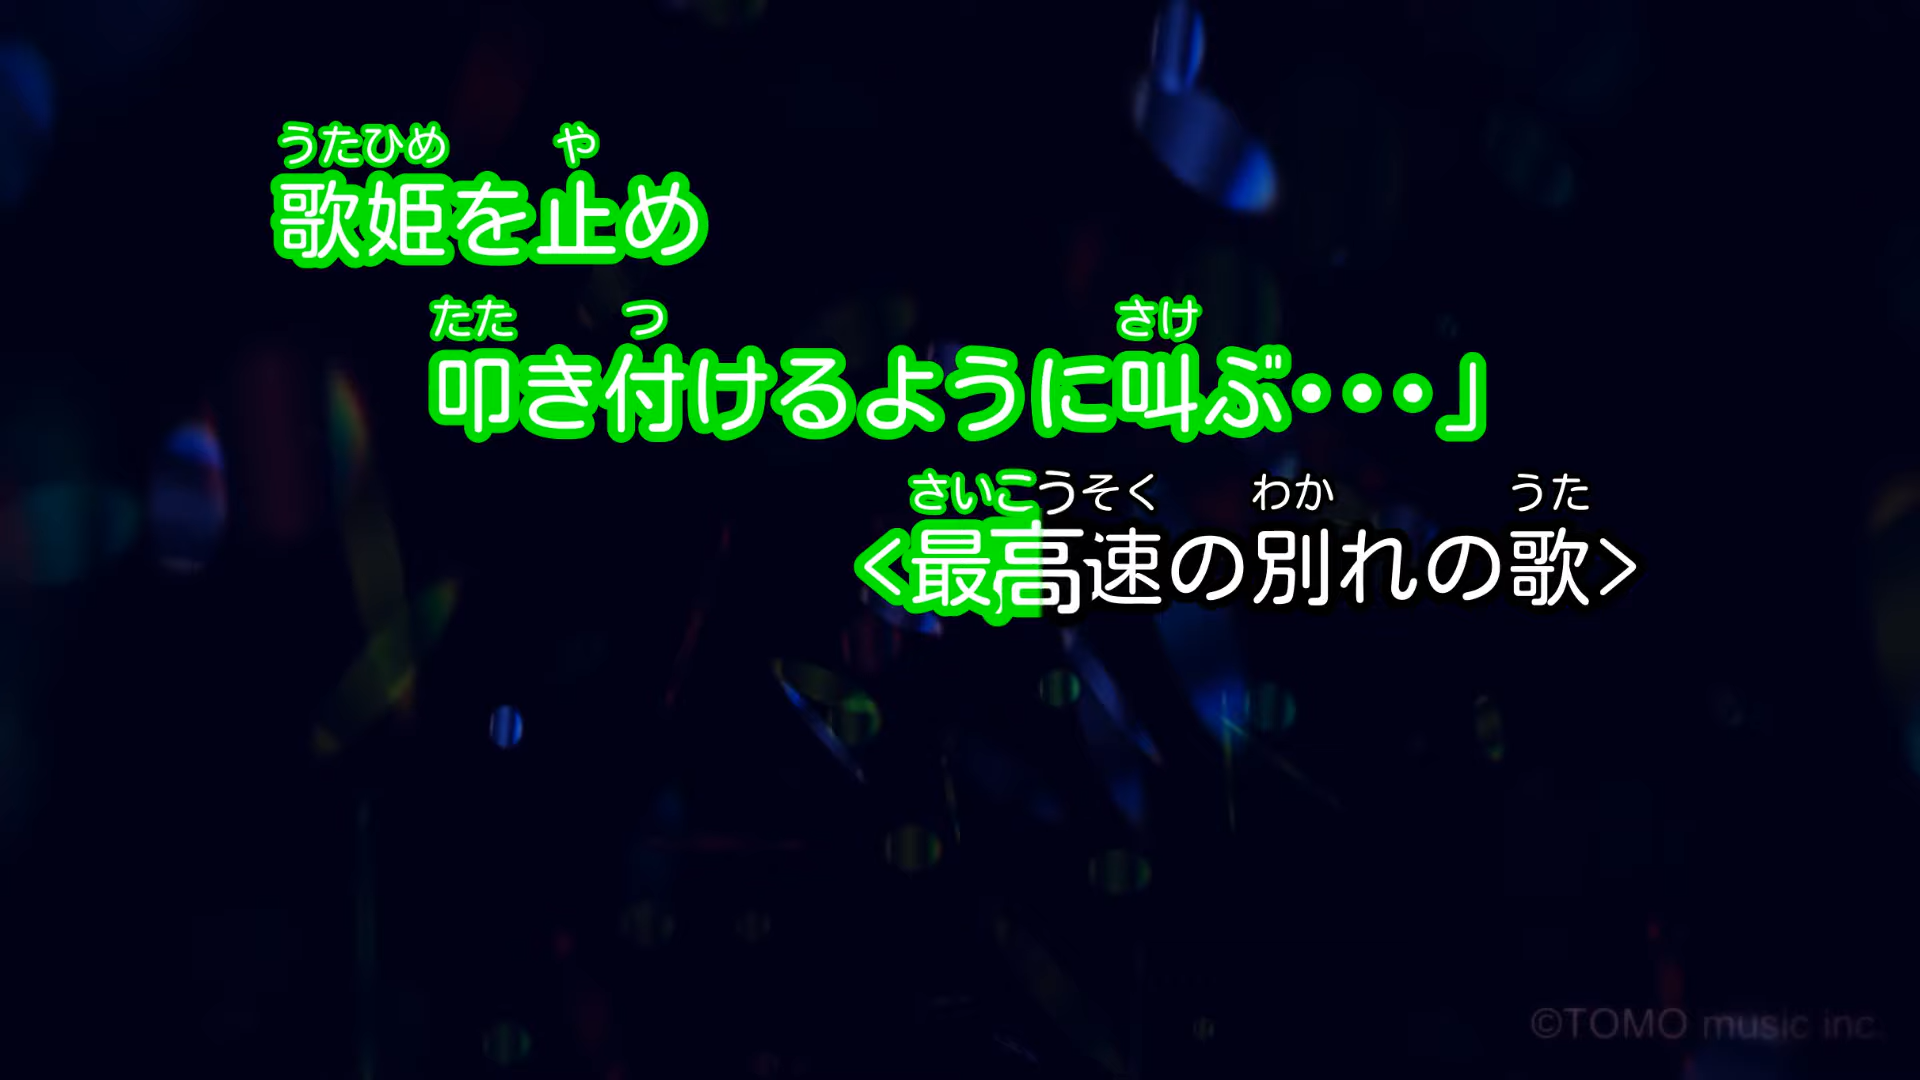 うたひめ や
歌姫を止め
たた つ さけ
叩き付けるように叫ぶ・・・」
さいこうそく わか うた
<最高速の別れの歌>
©TOMO music inc.